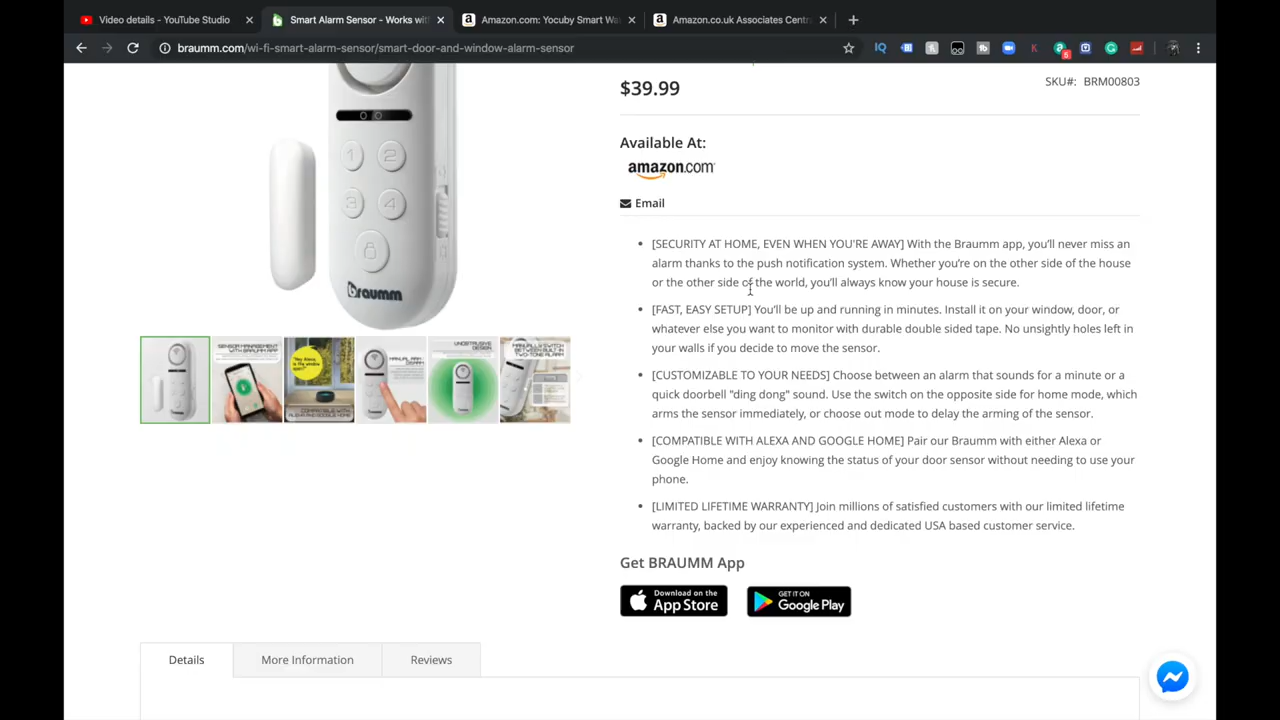 Video details - YouTube Studio
Smart Alarm Sensor - Works wit
Amazon.com: Yocuby Smart Wa
Amazon.co.uk Associates Centr
braumm.com/wi-fi-smart-alarm-sensor/smart-door-and-window-alarm-sensor
$39.99
SKU#: BRM00803
Available At:
amazon.com
Email
[SECURITY AT HOME, EVEN WHEN YOU'RE AWAY] With the Braumm app, you'll never miss an
alarm thanks to the push notification system. Whether you're on the other side of the house
or the other side of the world, you'll always know your house is secure.
[FAST, EASY SETUP] You'll be up and running in minutes. Install it on your window, door, or
whatever else you want to monitor with durable double sided tape. No unsightly holes left in
your walls if you decide to move the sensor.
[CUSTOMIZABLE TO YOUR NEEDS] Choose between an alarm that sounds for a minute or a
quick doorbell "ding dong" sound. Use the switch on the opposite side for home mode, which
arms the sensor immediately, or choose out mode to delay the arming of the sensor.
[COMPATIBLE WITH ALEXA AND GOOGLE HOME] Pair our Braumm with either Alexa or
Google Home and enjoy knowing the status of your door sensor without needing to use your
phone.
[LIMITED LIFETIME WARRANTY] Join millions of satisfied customers with our limited lifetime
warranty, backed by our experienced and dedicated USA based customer service.
Get BRAUMM App
Download on the
App Store
GET IT ON
Google Play
1 2
3 4
braumm
SENSOR MANAGEMENT
WITH BRAUMM APP
Details
More Information
Reviews